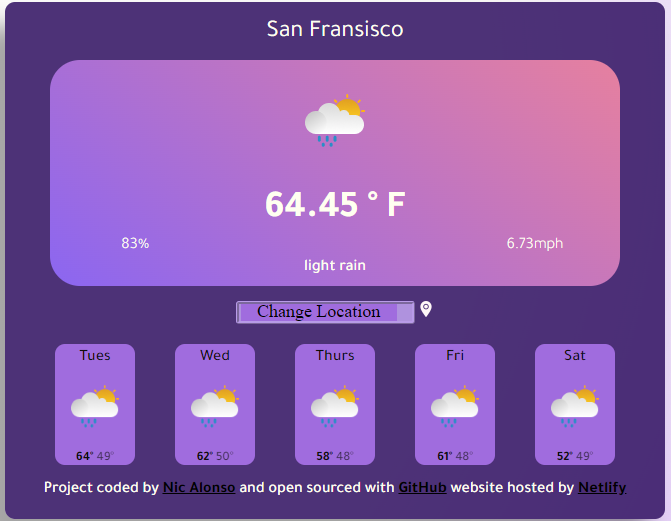 San Fransisco
64.45 ° F
83%
6.73mph
light rain
Change Location
Tues Wed Thurs Fri Sat
64° 49° 62° 50° 58° 48° 61° 48° 52° 49°
Project coded by Nic Alonso and open sourced with GitHub website hosted by Netlify